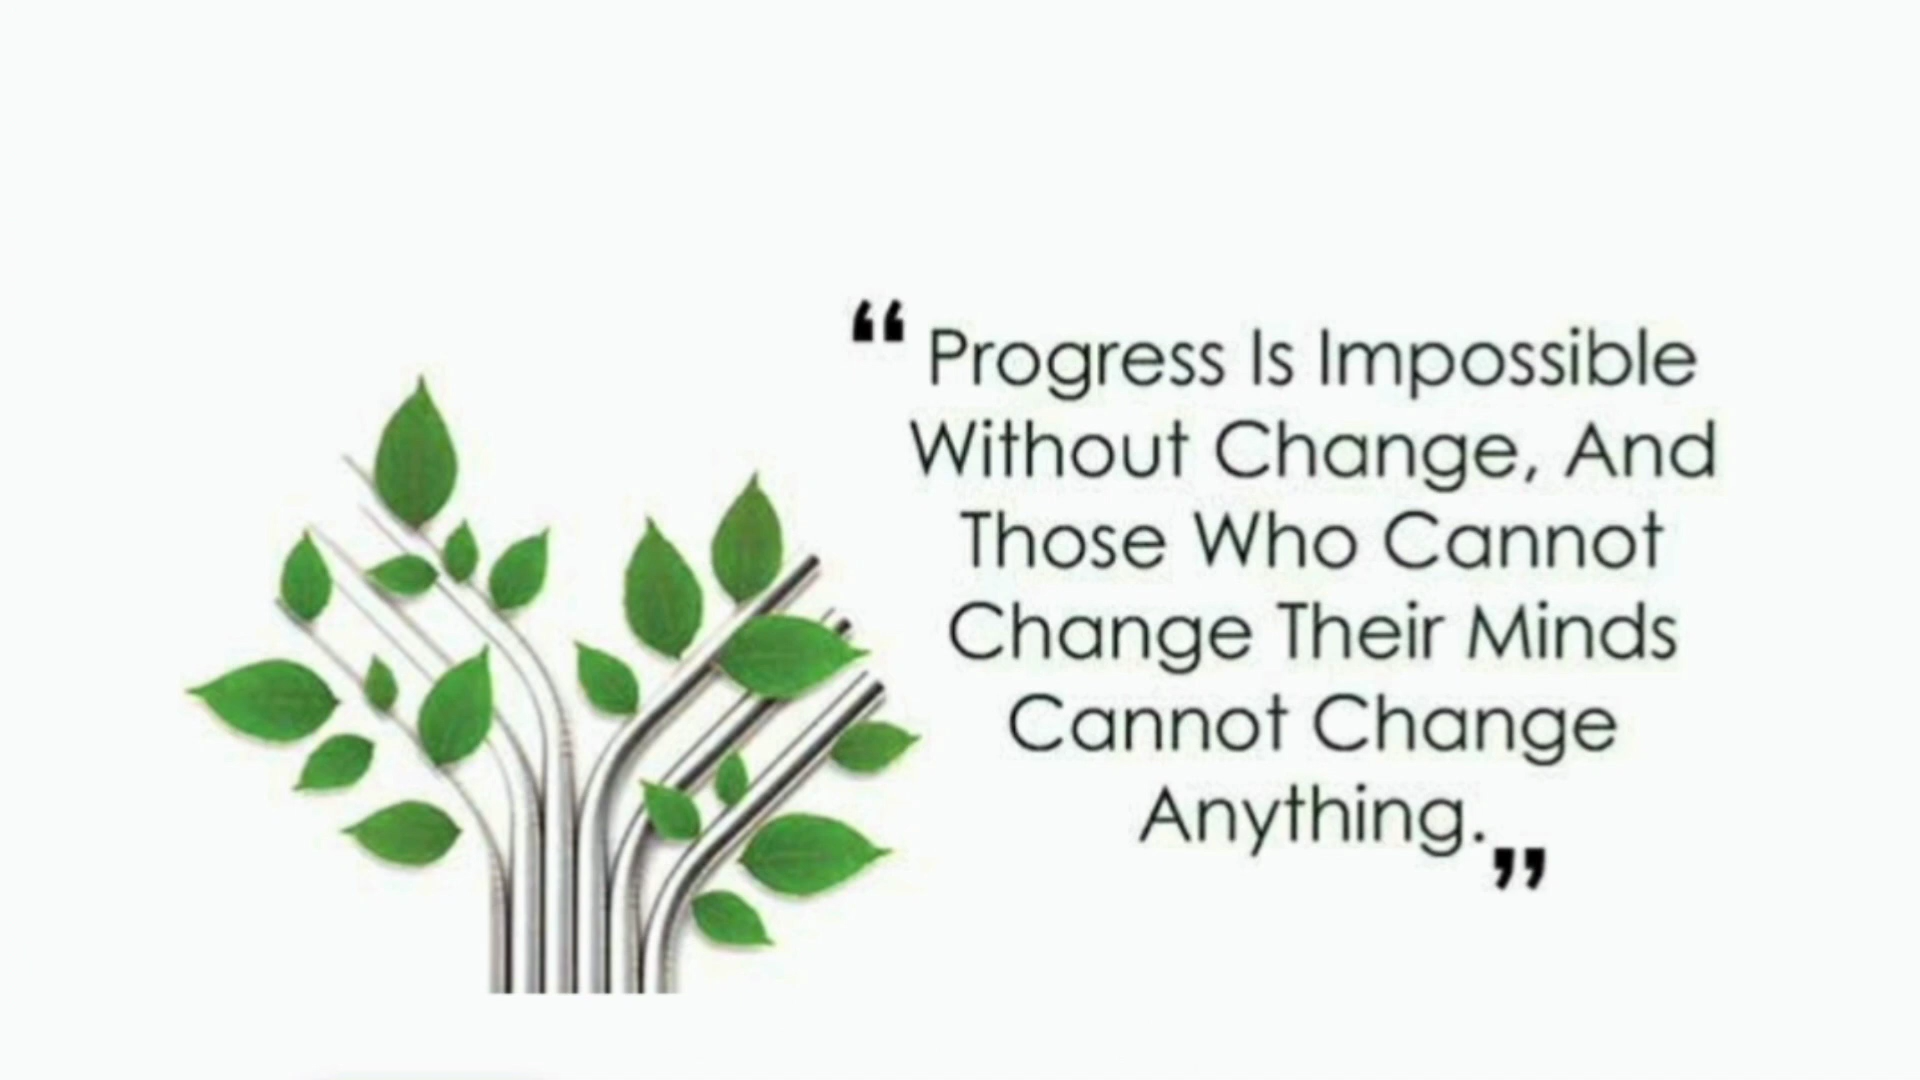 “ Progress Is Impossible
Without Change, And
Those Who Cannot
Change Their Minds
Cannot Change
Anything. ”